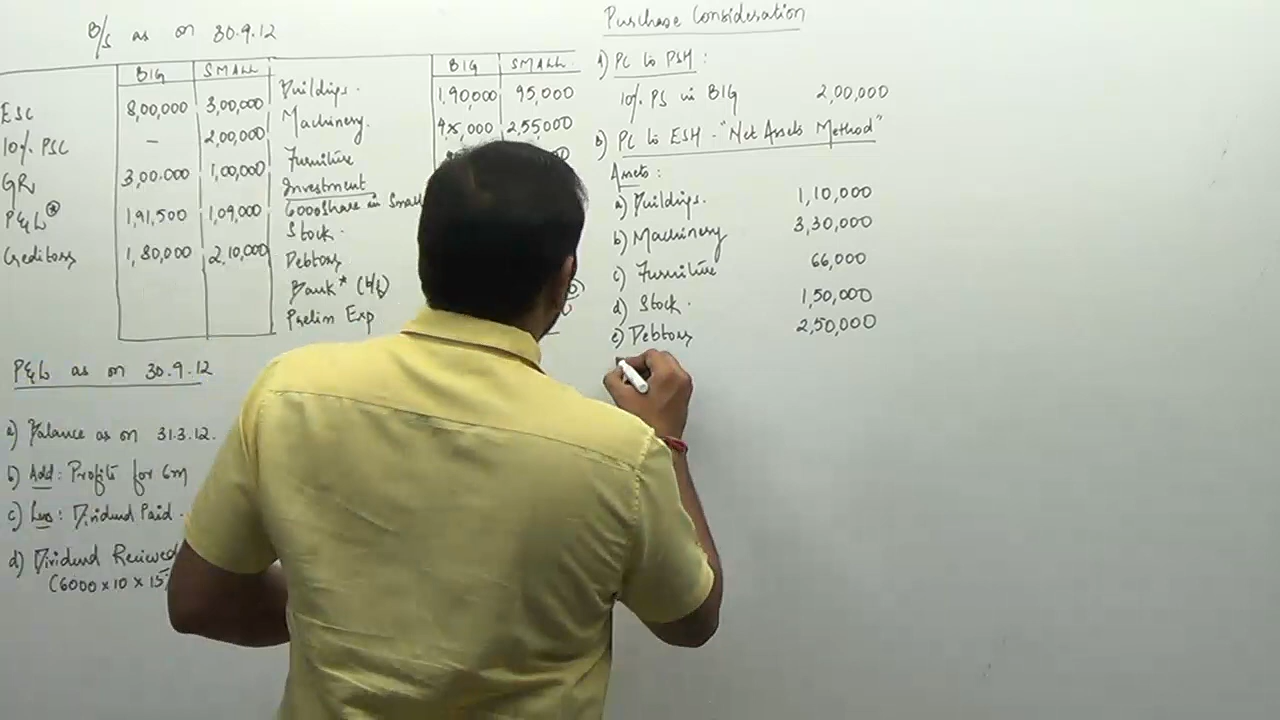 B/S as on 30.9.12
BIG SMALL
ESC 8,00,000 3,00,000
10% PSC — 2,00,000
GR 3,00,000 1,00,000
P&L* 1,91,500 1,09,000
Creditors 1,80,000 2,10,000
BIG SMALL
Buildings 1,90,000 95,000
Machinery 2,55,000
Furniture
Investment
6000 Share in Small
Stock
Debtors
Bank* (b/f)
Prelim Exp
P&L as on 30.9.12
a) Balance as on 31.3.12.
b) Add: Profits for 6m
c) Less: Dividend Paid
d) Dividend Recieved
(6000 x 10 x 15
Purchase Consideration
A) PC to PSH:
10% PS in BIG 2,00,000
B) PC to ESH - "Net Assets Method"
Assets:
a) Buildings. 1,10,000
b) Machinery 3,30,000
c) Furniture 66,000
d) Stock. 1,50,000
e) Debtors 2,50,000